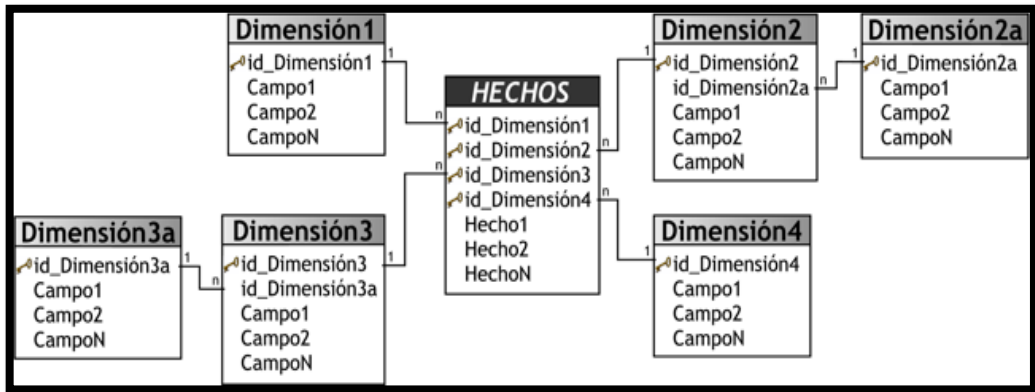 Dimensión1
id_Dimensión1
Campo1
Campo2
CampoN
1
n
HECHOS
id_Dimensión1
id_Dimensión2
id_Dimensión3
id_Dimensión4
Hecho1
Hecho2
HechoN
n
n
n
Dimensión2
id_Dimensión2
id_Dimensión2a
Campo1
Campo2
CampoN
1
n
Dimensión2a
id_Dimensión2a
Campo1
Campo2
CampoN
1
Dimensión3a
id_Dimensión3a
Campo1
Campo2
CampoN
1
n
Dimensión3
id_Dimensión3
id_Dimensión3a
Campo1
Campo2
CampoN
1
Dimensión4
id_Dimensión4
Campo1
Campo2
CampoN
1